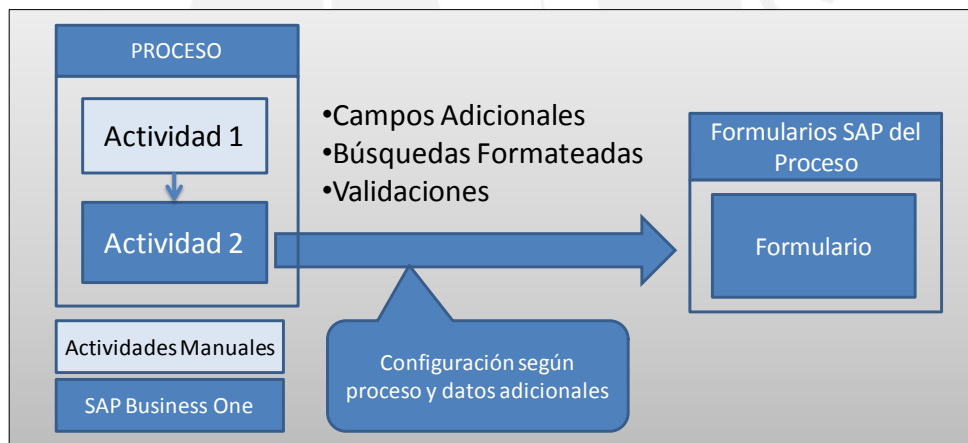 PROCESO
Actividad 1
Actividad 2
•Campos Adicionales
•Búsquedas Formateadas
•Validaciones
Formularios SAP del
Proceso
Formulario
Configuración según
proceso y datos adicionales
Actividades Manuales
SAP Business One